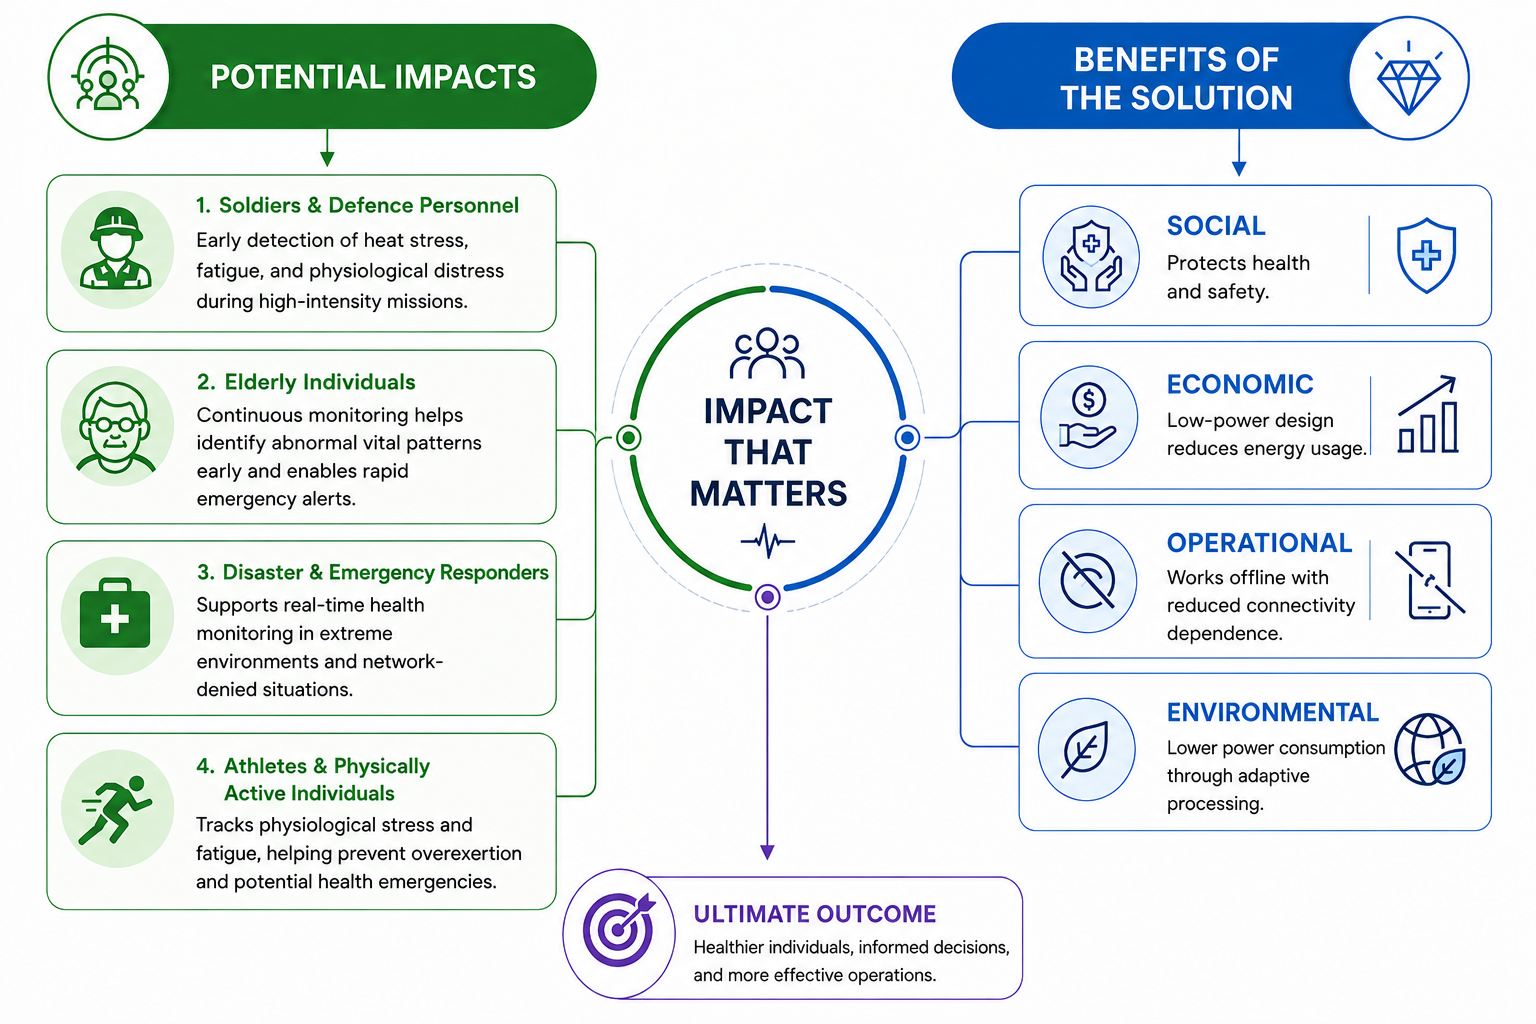 POTENTIAL IMPACTS
1. Soldiers & Defence Personnel
Early detection of heat stress,
fatigue, and physiological distress
during high-intensity missions.
2. Elderly Individuals
Continuous monitoring helps
identify abnormal vital patterns
early and enables rapid
emergency alerts.
3. Disaster & Emergency Responders
Supports real-time health
monitoring in extreme
environments and network-
denied situations.
4. Athletes & Physically
Active Individuals
Tracks physiological stress and
fatigue, helping prevent overexertion
and potential health emergencies.
IMPACT
THAT
MATTERS
BENEFITS OF
THE SOLUTION
SOCIAL
Protects health
and safety.
ECONOMIC
$
Low-power design
reduces energy usage.
OPERATIONAL
Works offline with
reduced connectivity
dependence.
ENVIRONMENTAL
Lower power consumption
through adaptive
processing.
ULTIMATE OUTCOME
Healthier individuals, informed decisions,
and more effective operations.